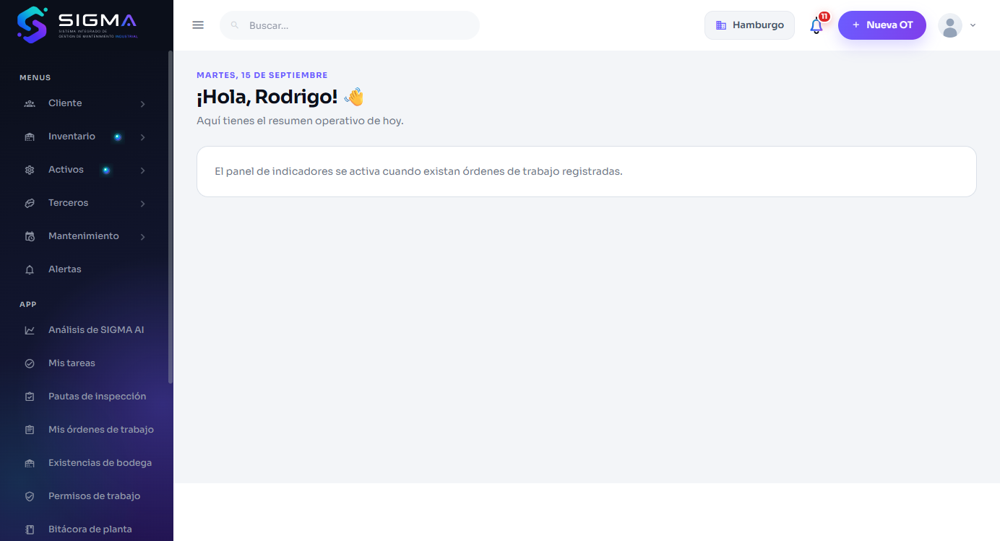 SIGMA
SISTEMA INTEGRADO DE
GESTION DE MANTENIMIENTO INDUSTRIAL
Buscar...
Hamburgo
11
+ Nueva OT
MENUS
Cliente
Inventario
Activos
Terceros
Mantenimiento
Alertas
APP
Análisis de SIGMA AI
Mis tareas
Pautas de inspección
Mis órdenes de trabajo
Existencias de bodega
Permisos de trabajo
Bitácora de planta
MARTES, 15 DE SEPTIEMBRE
¡Hola, Rodrigo! 👋
Aquí tienes el resumen operativo de hoy.
El panel de indicadores se activa cuando existan órdenes de trabajo registradas.